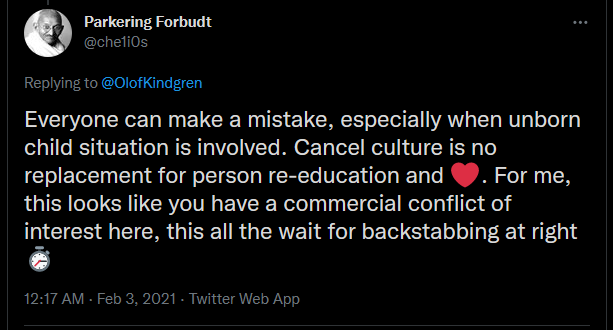 Parkering Forbudt
@che1i0s
Replying to @OlofKindgren
Everyone can make a mistake, especially when unborn
child situation is involved. Cancel culture is no
replacement for person re-education and ❤️. For me,
this looks like you have a commercial conflict of
interest here, this all the wait for backstabbing at right
⏱️
12:17 AM · Feb 3, 2021 · Twitter Web App